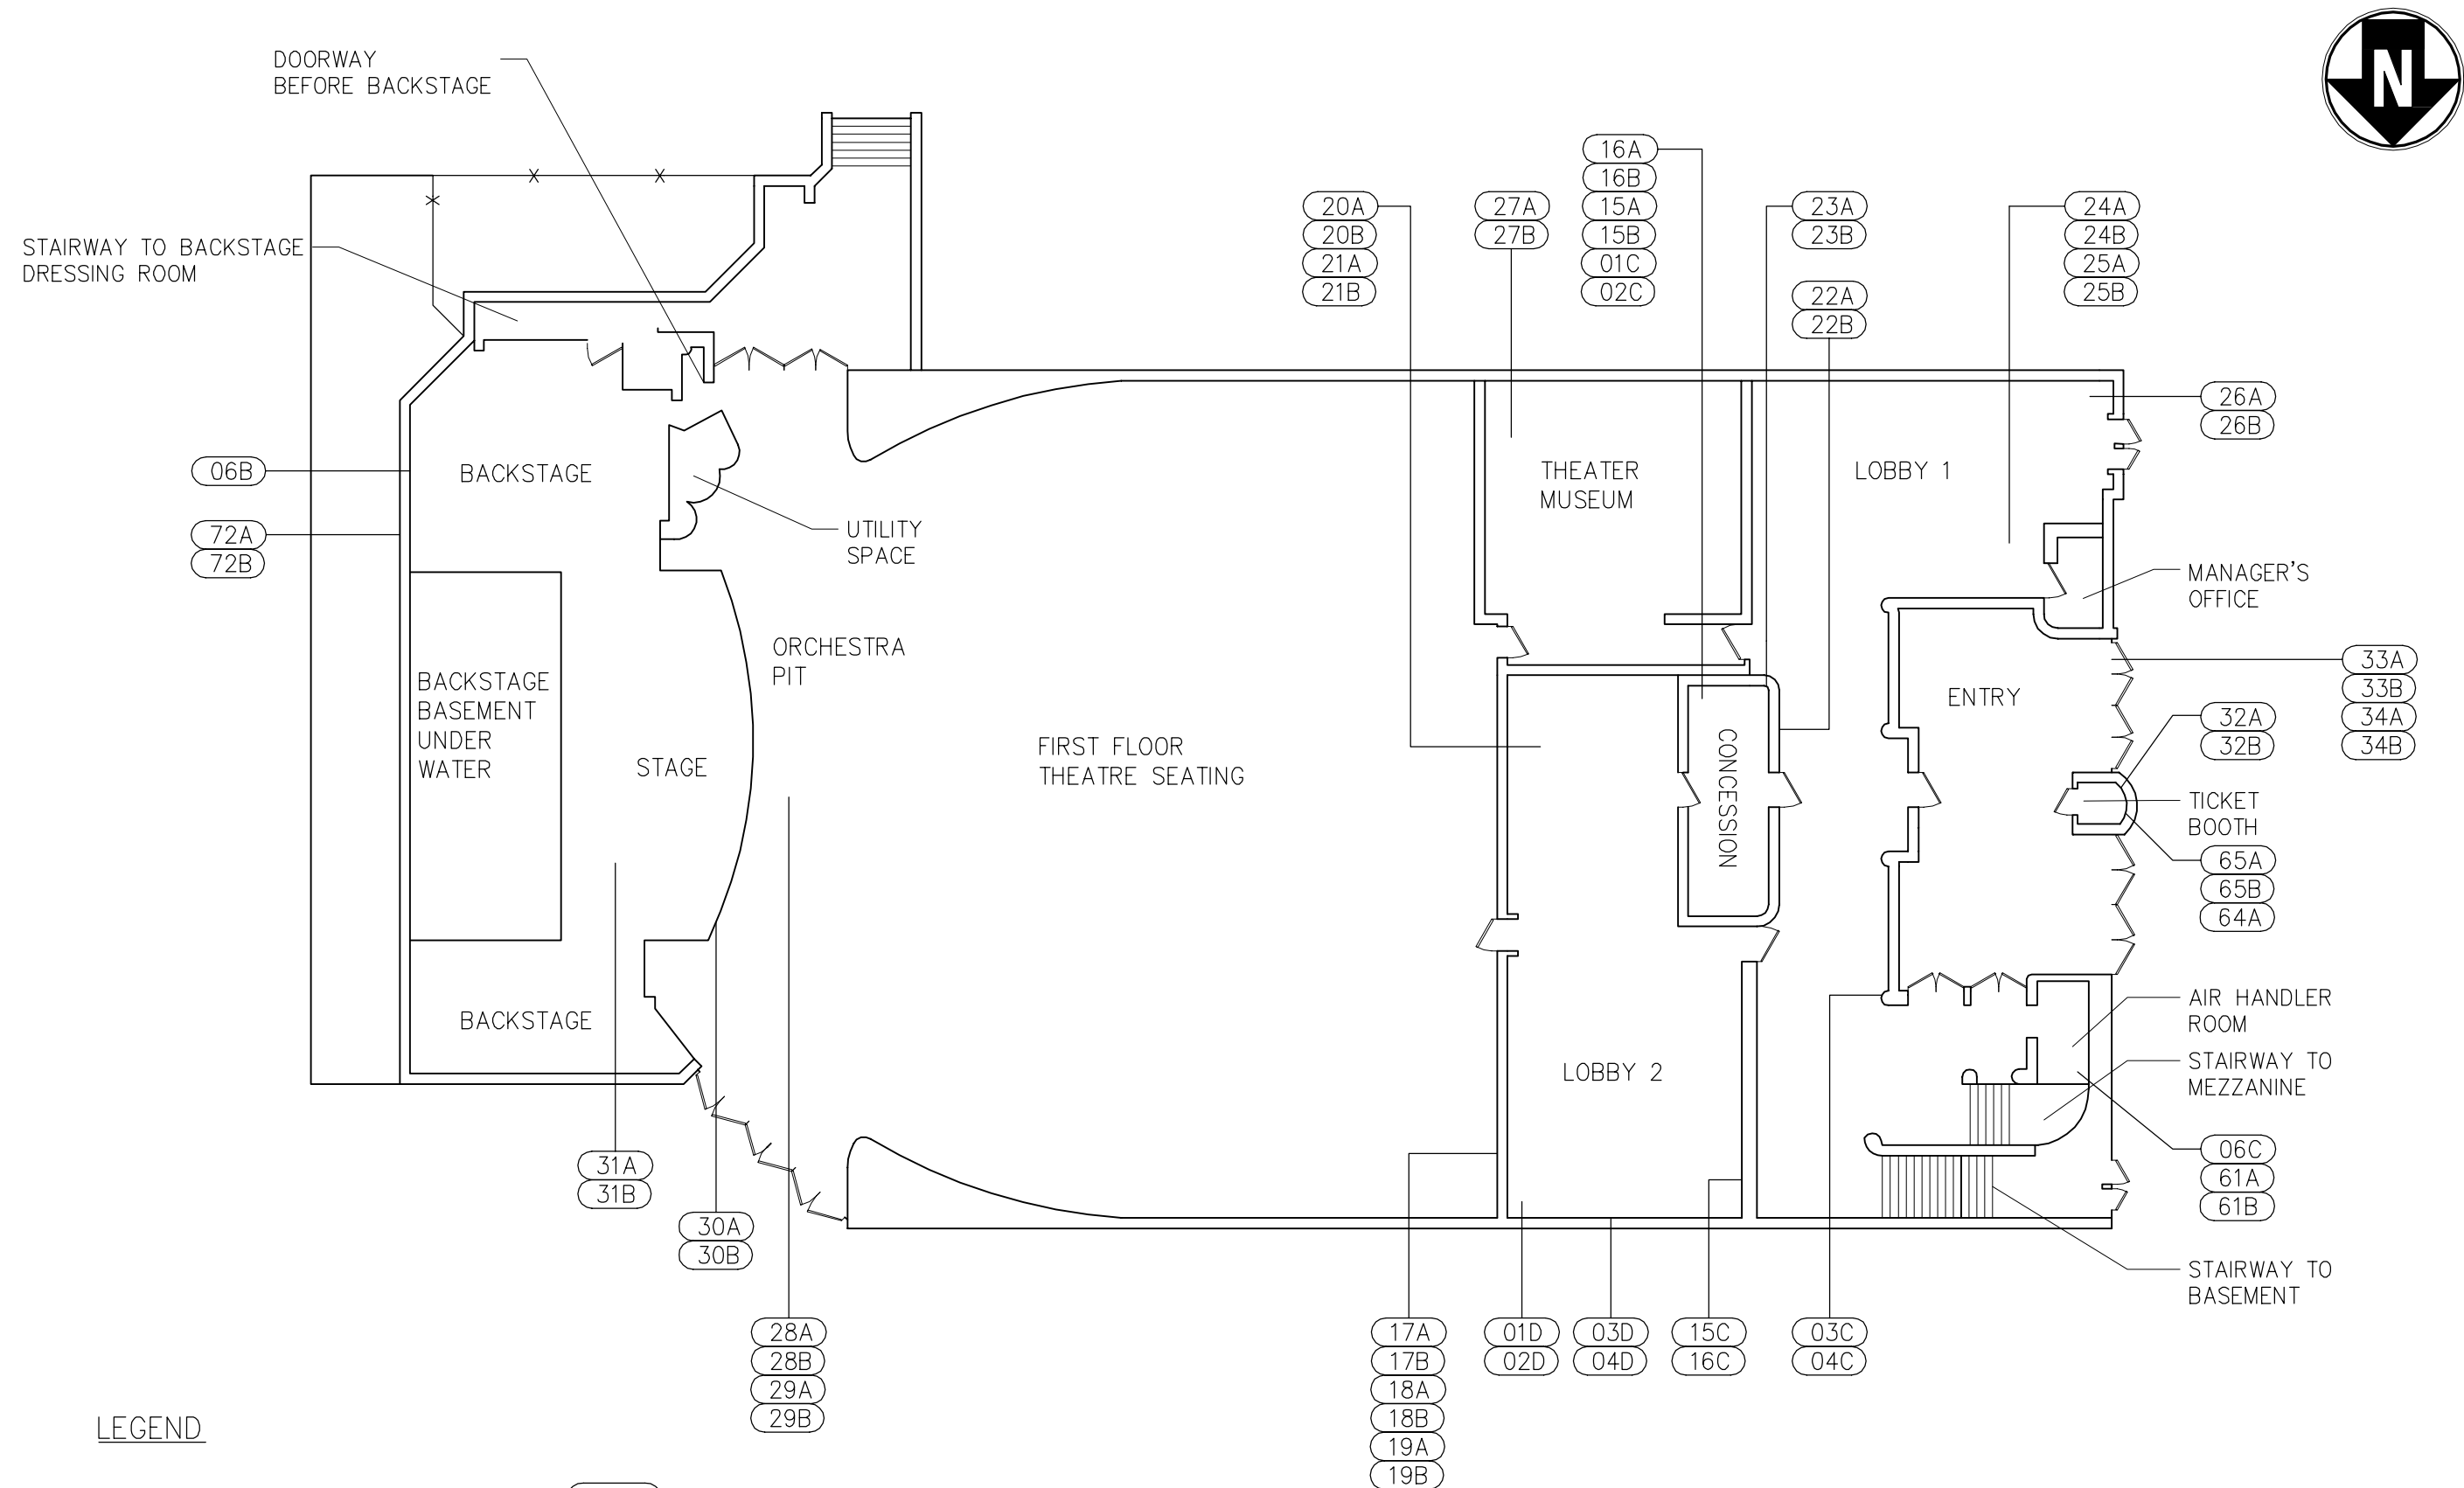 DOORWAY
BEFORE BACKSTAGE
N
STAIRWAY TO BACKSTAGE
DRESSING ROOM
20A
20B
21A
21B
27A
27B
16A
16B
15A
15B
01C
02C
23A
23B
22A
22B
24A
24B
25A
25B
26A
26B
06B
72A
72B
BACKSTAGE
UTILITY
SPACE
THEATER
MUSEUM
LOBBY 1
MANAGER'S
OFFICE
ORCHESTRA
PIT
BACKSTAGE
BASEMENT
UNDER
WATER
STAGE
FIRST FLOOR
THEATRE SEATING
CONCESSION
ENTRY
33A
33B
34A
34B
32A
32B
TICKET
BOOTH
65A
65B
64A
BACKSTAGE
LOBBY 2
AIR HANDLER
ROOM
STAIRWAY TO
MEZZANINE
06C
61A
61B
STAIRWAY TO
BASEMENT
31A
31B
30A
30B
28A
28B
29A
29B
17A
17B
18A
18B
19A
19B
01D
02D
03D
04D
15C
16C
03C
04C
LEGEND